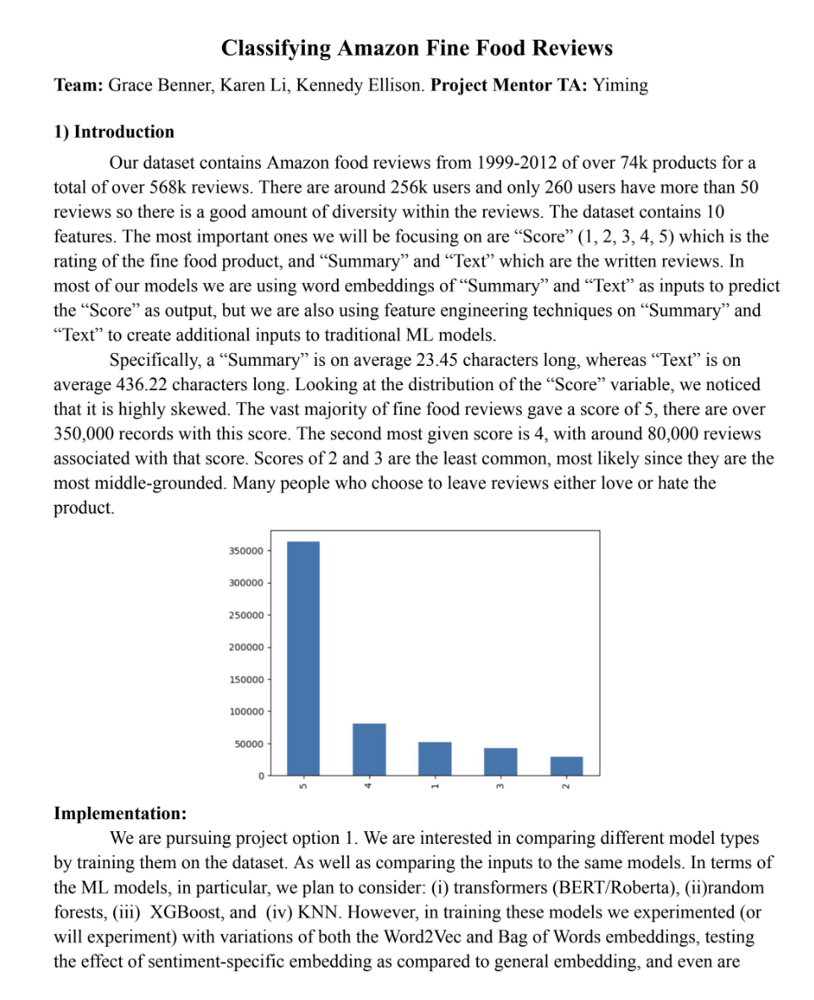 Classifying Amazon Fine Food Reviews
Team: Grace Benner, Karen Li, Kennedy Ellison. Project Mentor TA: Yiming
1) Introduction
Our dataset contains Amazon food reviews from 1999-2012 of over 74k products for a
total of over 568k reviews. There are around 256k users and only 260 users have more than 50
reviews so there is a good amount of diversity within the reviews. The dataset contains 10
features. The most important ones we will be focusing on are “Score” (1, 2, 3, 4, 5) which is the
rating of the fine food product, and “Summary” and “Text” which are the written reviews. In
most of our models we are using word embeddings of “Summary” and “Text” as inputs to predict
the “Score” as output, but we are also using feature engineering techniques on “Summary” and
“Text” to create additional inputs to traditional ML models.
Specifically, a “Summary” is on average 23.45 characters long, whereas “Text” is on
average 436.22 characters long. Looking at the distribution of the “Score” variable, we noticed
that it is highly skewed. The vast majority of fine food reviews gave a score of 5, there are over
350,000 records with this score. The second most given score is 4, with around 80,000 reviews
associated with that score. Scores of 2 and 3 are the least common, most likely since they are the
most middle-grounded. Many people who choose to leave reviews either love or hate the
product.
350000
300000
250000
200000
150000
100000
50000
0
5 4 1 3 2
Implementation:
We are pursuing project option 1. We are interested in comparing different model types
by training them on the dataset. As well as comparing the inputs to the same models. In terms of
the ML models, in particular, we plan to consider: (i) transformers (BERT/Roberta), (ii)random
forests, (iii) XGBoost, and (iv) KNN. However, in training these models we experimented (or
will experiment) with variations of both the Word2Vec and Bag of Words embeddings, testing
the effect of sentiment-specific embedding as compared to general embedding, and even are